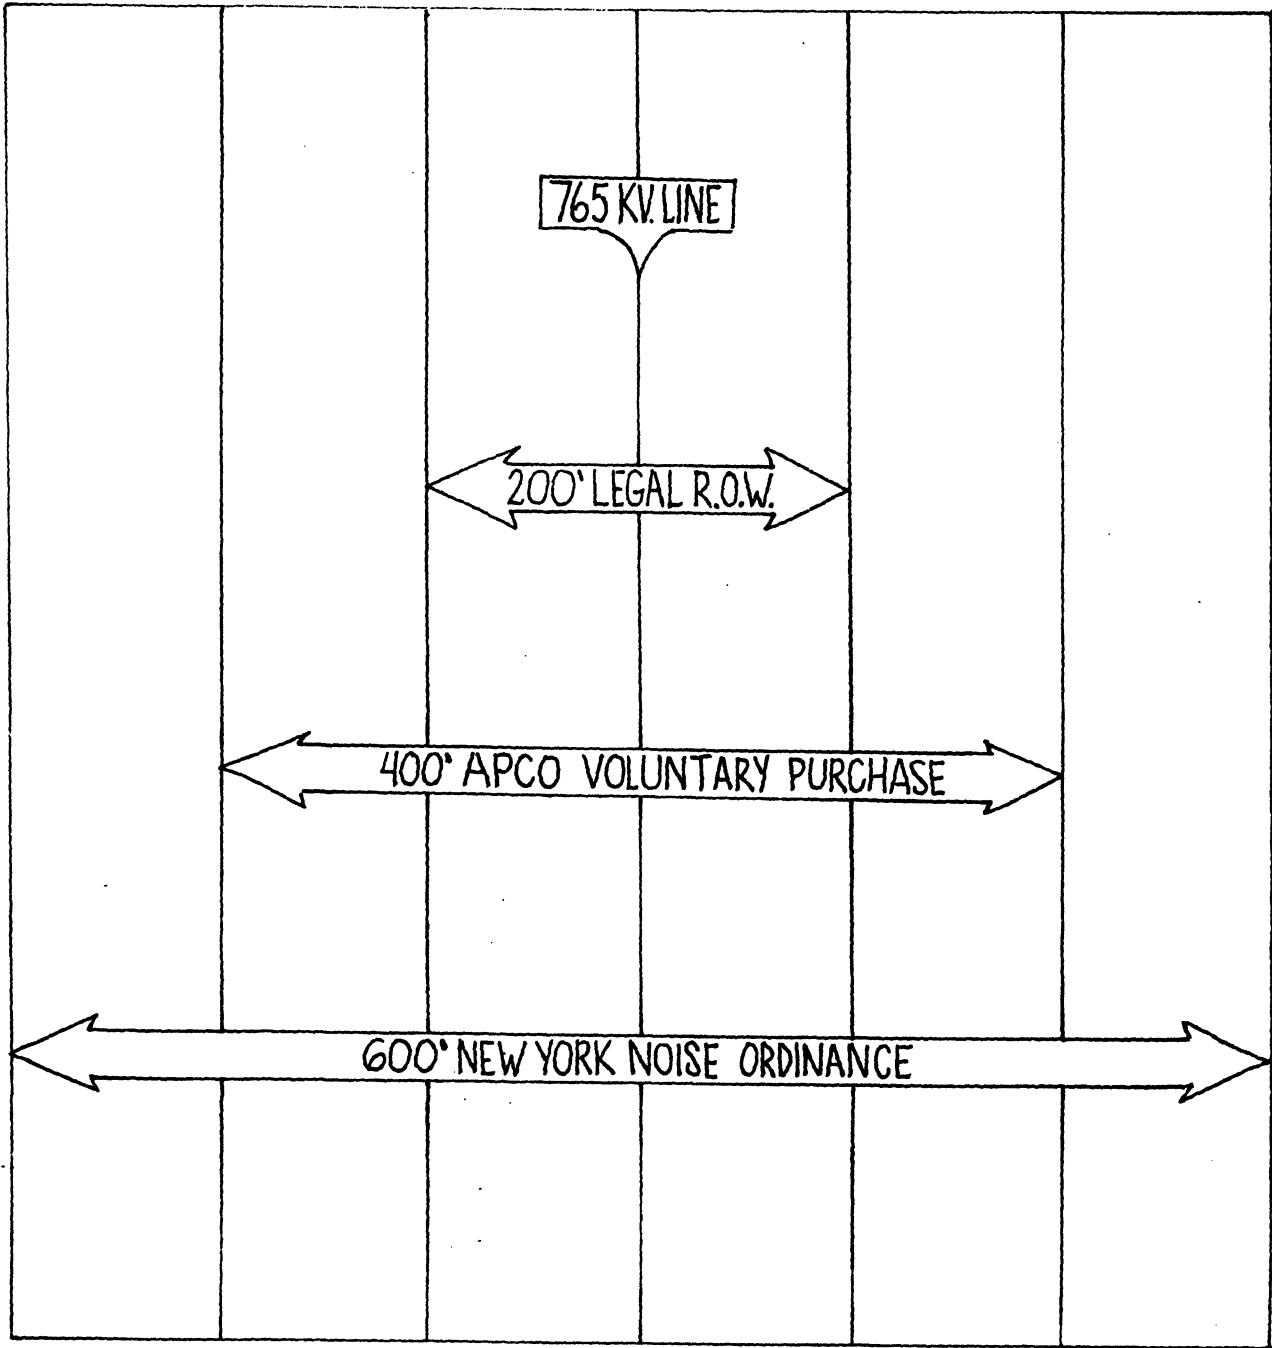 765 KV. LINE
200' LEGAL R.O.W.
400' APCO VOLUNTARY PURCHASE
600' NEW YORK NOISE ORDINANCE